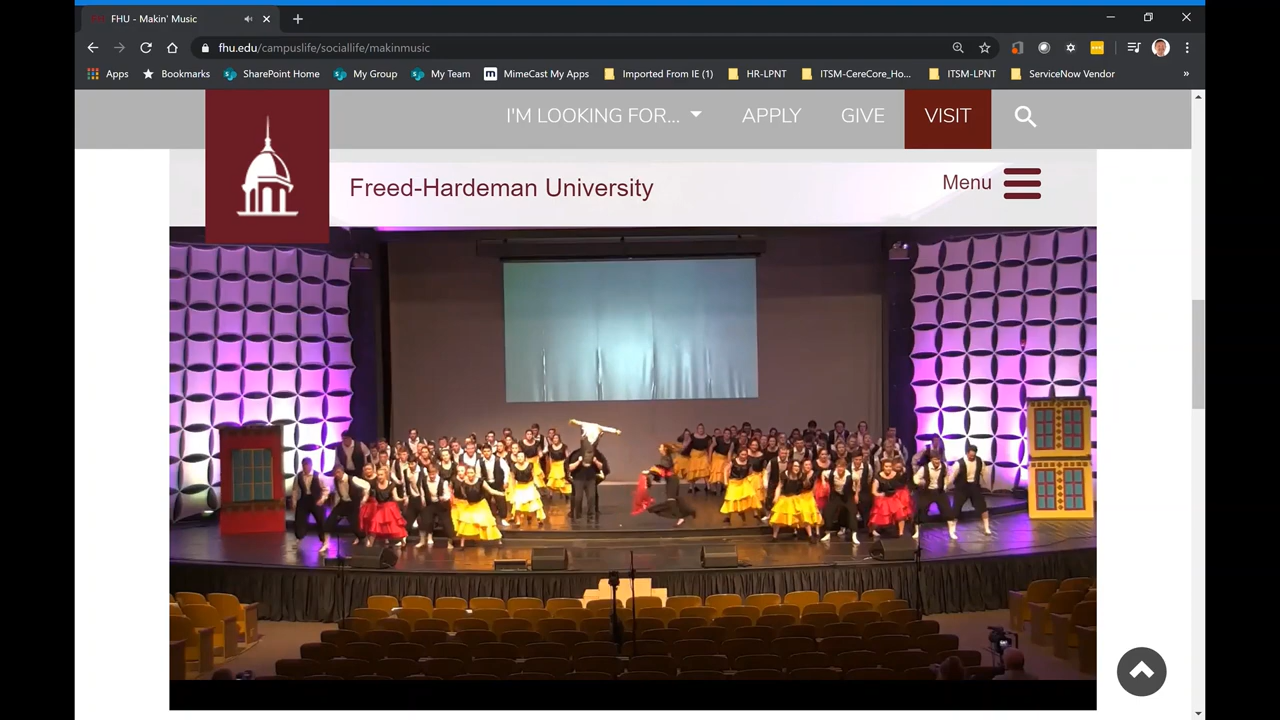 FHU - Makin' Music
fhu.edu/campuslife/sociallife/makinmusic
Apps Bookmarks SharePoint Home My Group My Team MimeCast My Apps Imported From IE (1) HR-LPNT ITSM-CereCore_Ho... ITSM-LPNT ServiceNow Vendor »
I'M LOOKING FOR... APPLY GIVE VISIT
Freed-Hardeman University Menu